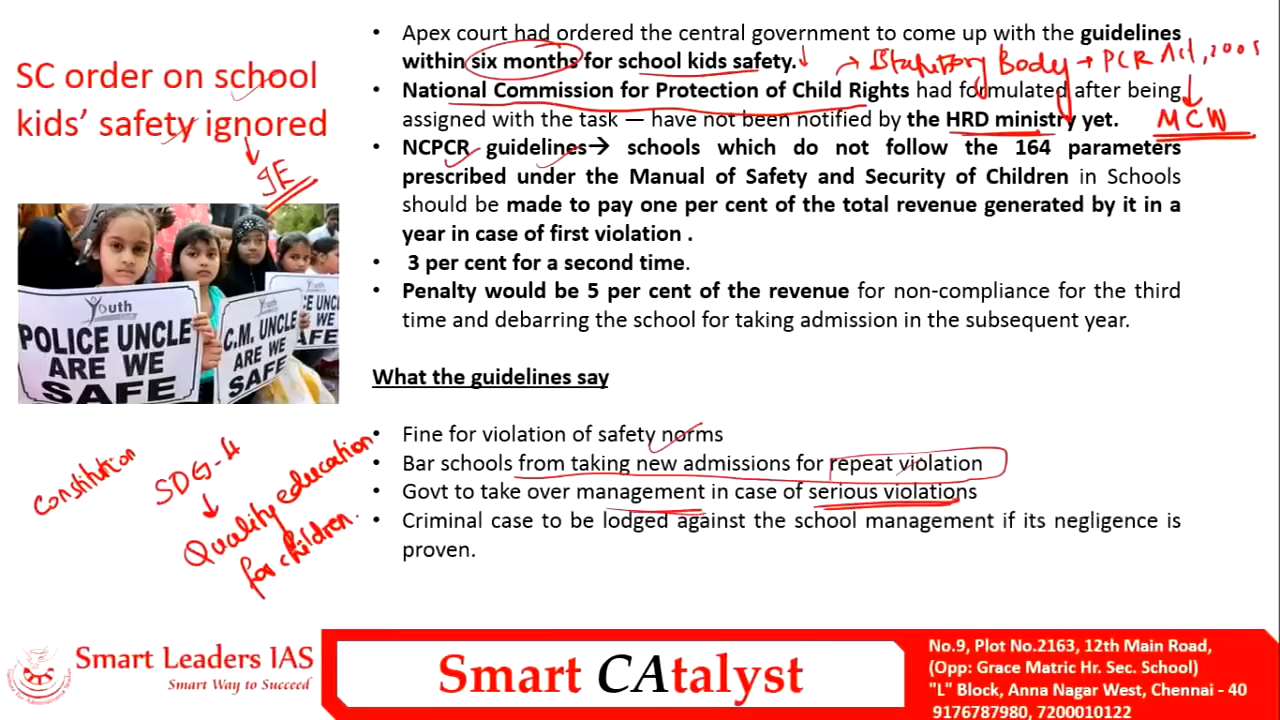 SC order on school
kids’ safety ignored
IE
• Apex court had ordered the central government to come up with the guidelines
within six months for school kids safety.
→ Statutory Body → PCR Act, 2005
MCW
• National Commission for Protection of Child Rights had formulated after being
assigned with the task — have not been notified by the HRD ministry yet.
• NCPCR guidelines→ schools which do not follow the 164 parameters
prescribed under the Manual of Safety and Security of Children in Schools
should be made to pay one per cent of the total revenue generated by it in a
year in case of first violation .
• 3 per cent for a second time.
• Penalty would be 5 per cent of the revenue for non-compliance for the third
time and debarring the school for taking admission in the subsequent year.
Youth
POLICE UNCLE
ARE WE
SAFE
C.M. UNCLE
ARE WE
SAFE
CE UNC
WE
AFE
What the guidelines say
• Fine for violation of safety norms
• Bar schools from taking new admissions for repeat violation
• Govt to take over management in case of serious violations
• Criminal case to be lodged against the school management if its negligence is
proven.
Constitution
SDG-4
Quality education
for children.
Smart Leaders IAS
Smart Way to Succeed
Smart CAtalyst
No.9, Plot No.2163, 12th Main Road,
(Opp: Grace Matric Hr. Sec. School)
"L" Block, Anna Nagar West, Chennai - 40
9176787980, 7200010122